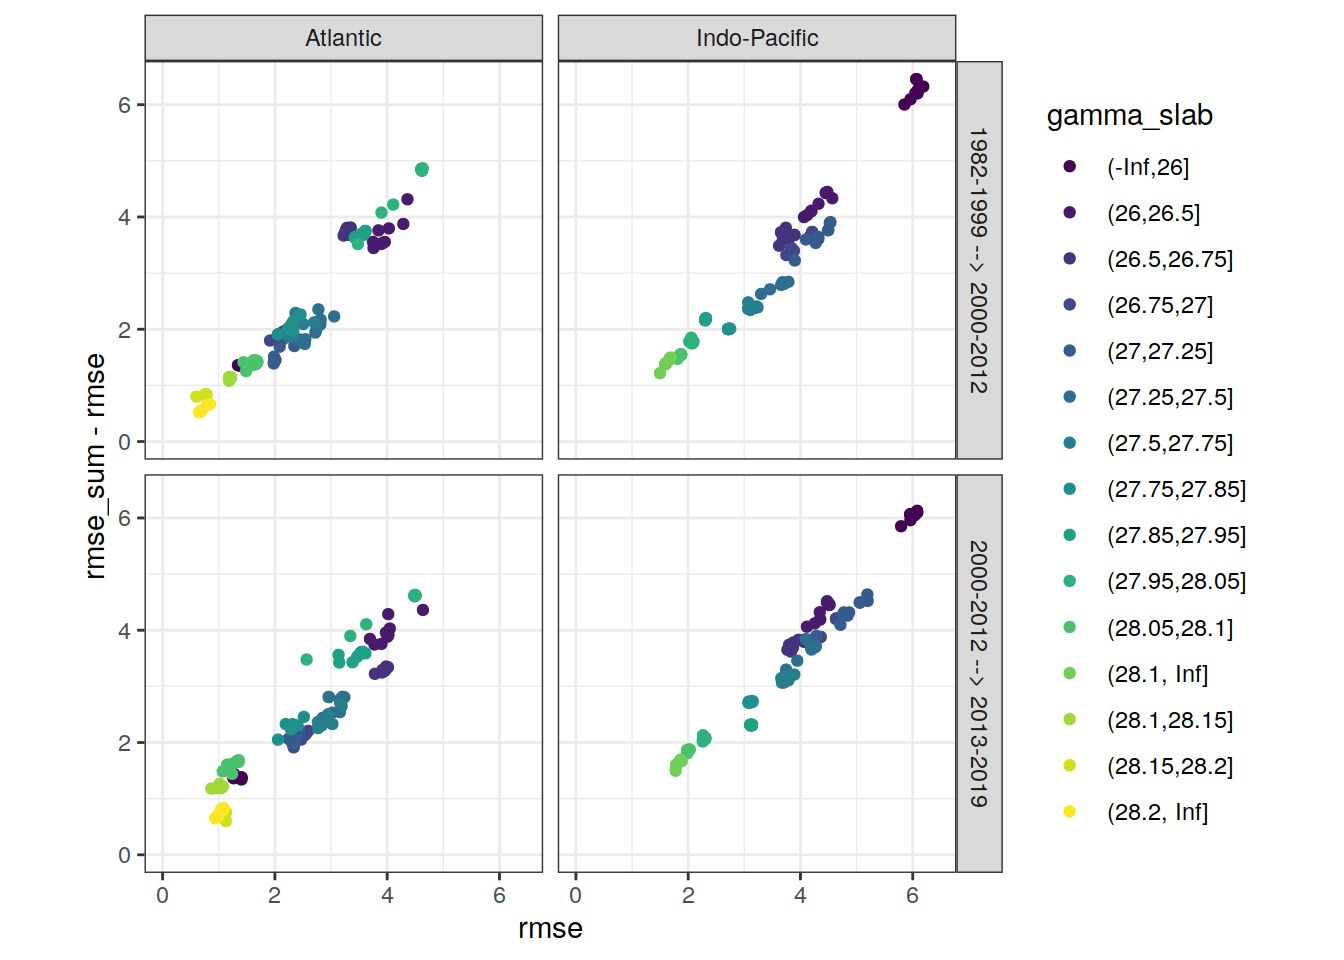 Atlantic
Indo-Pacific
6
4
2
0
1982-1999 --> 2000-2012
6
4
2
0
2000-2012 --> 2013-2019
0
2
4
6
0
2
4
6
rmse
rmse_sum - rmse
gamma_slab
(-Inf,26]
(26,26.5]
(26.5,26.75]
(26.75,27]
(27,27.25]
(27.25,27.5]
(27.5,27.75]
(27.75,27.85]
(27.85,27.95]
(27.95,28.05]
(28.05,28.1]
(28.1, Inf]
(28.1,28.15]
(28.15,28.2]
(28.2, Inf]